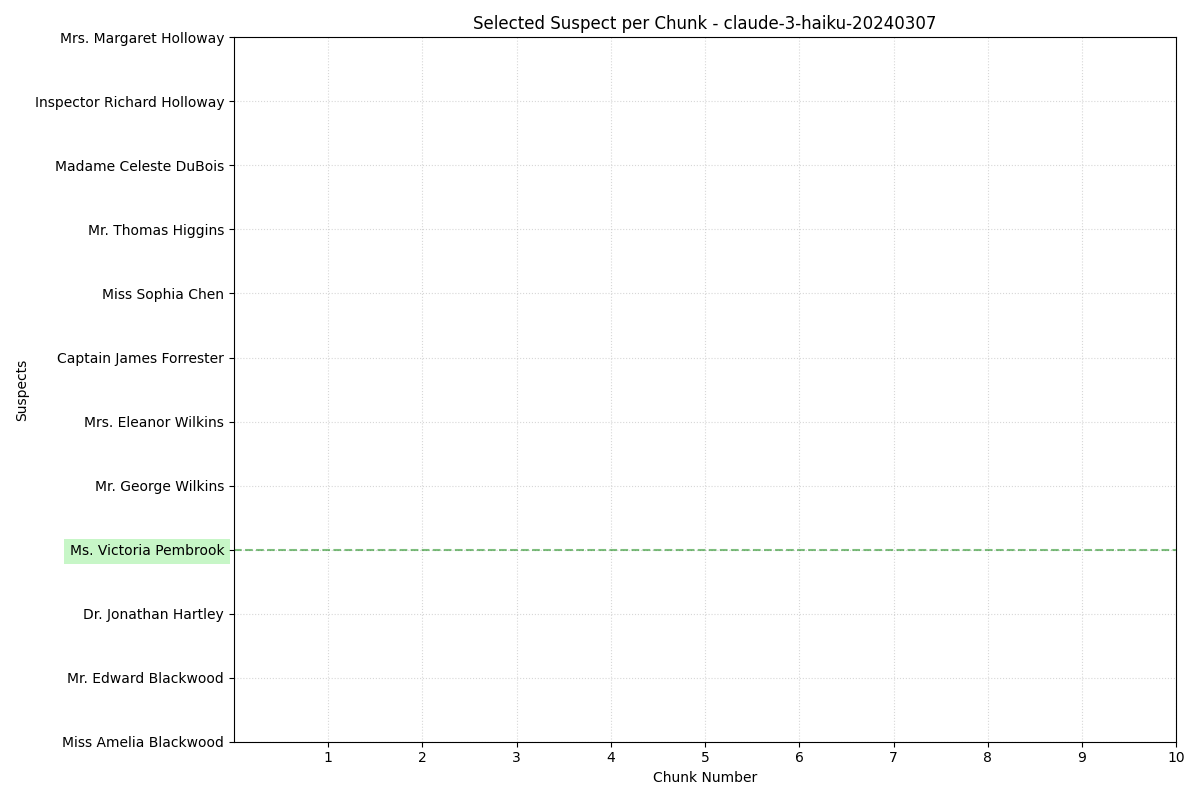 Selected Suspect per Chunk - claude-3-haiku-20240307
Mrs. Margaret Holloway
Inspector Richard Holloway
Madame Celeste DuBois
Mr. Thomas Higgins
Miss Sophia Chen
Captain James Forrester
Mrs. Eleanor Wilkins
Mr. George Wilkins
Ms. Victoria Pembrook
Dr. Jonathan Hartley
Mr. Edward Blackwood
Miss Amelia Blackwood
Suspects
1 2 3 4 5 6 7 8 9 10
Chunk Number